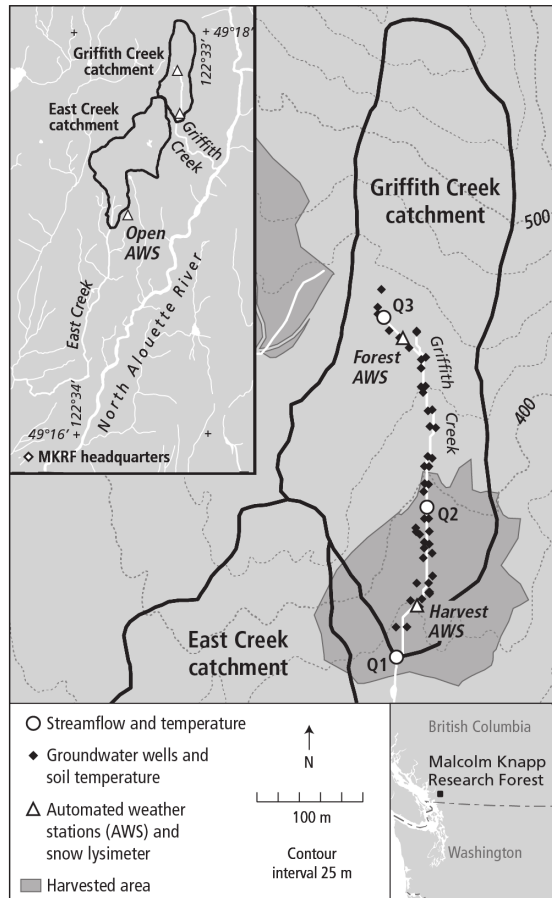 49°18'
122°33'
Griffith Creek
catchment
East Creek
catchment
Griffith
Creek
Open
AWS
East Creek
North Alouette River
122°34'
49°16'
MKRF headquarters
Griffith Creek
catchment
500
Q3
Forest
AWS
Griffith
Creek
400
Q2
Harvest
AWS
Q1
East Creek
catchment
Streamflow and temperature
Groundwater wells and
soil temperature
Automated weather
stations (AWS) and
snow lysimeter
Harvested area
N
100 m
Contour
interval 25 m
British Columbia
Malcolm Knapp
Research Forest
Washington